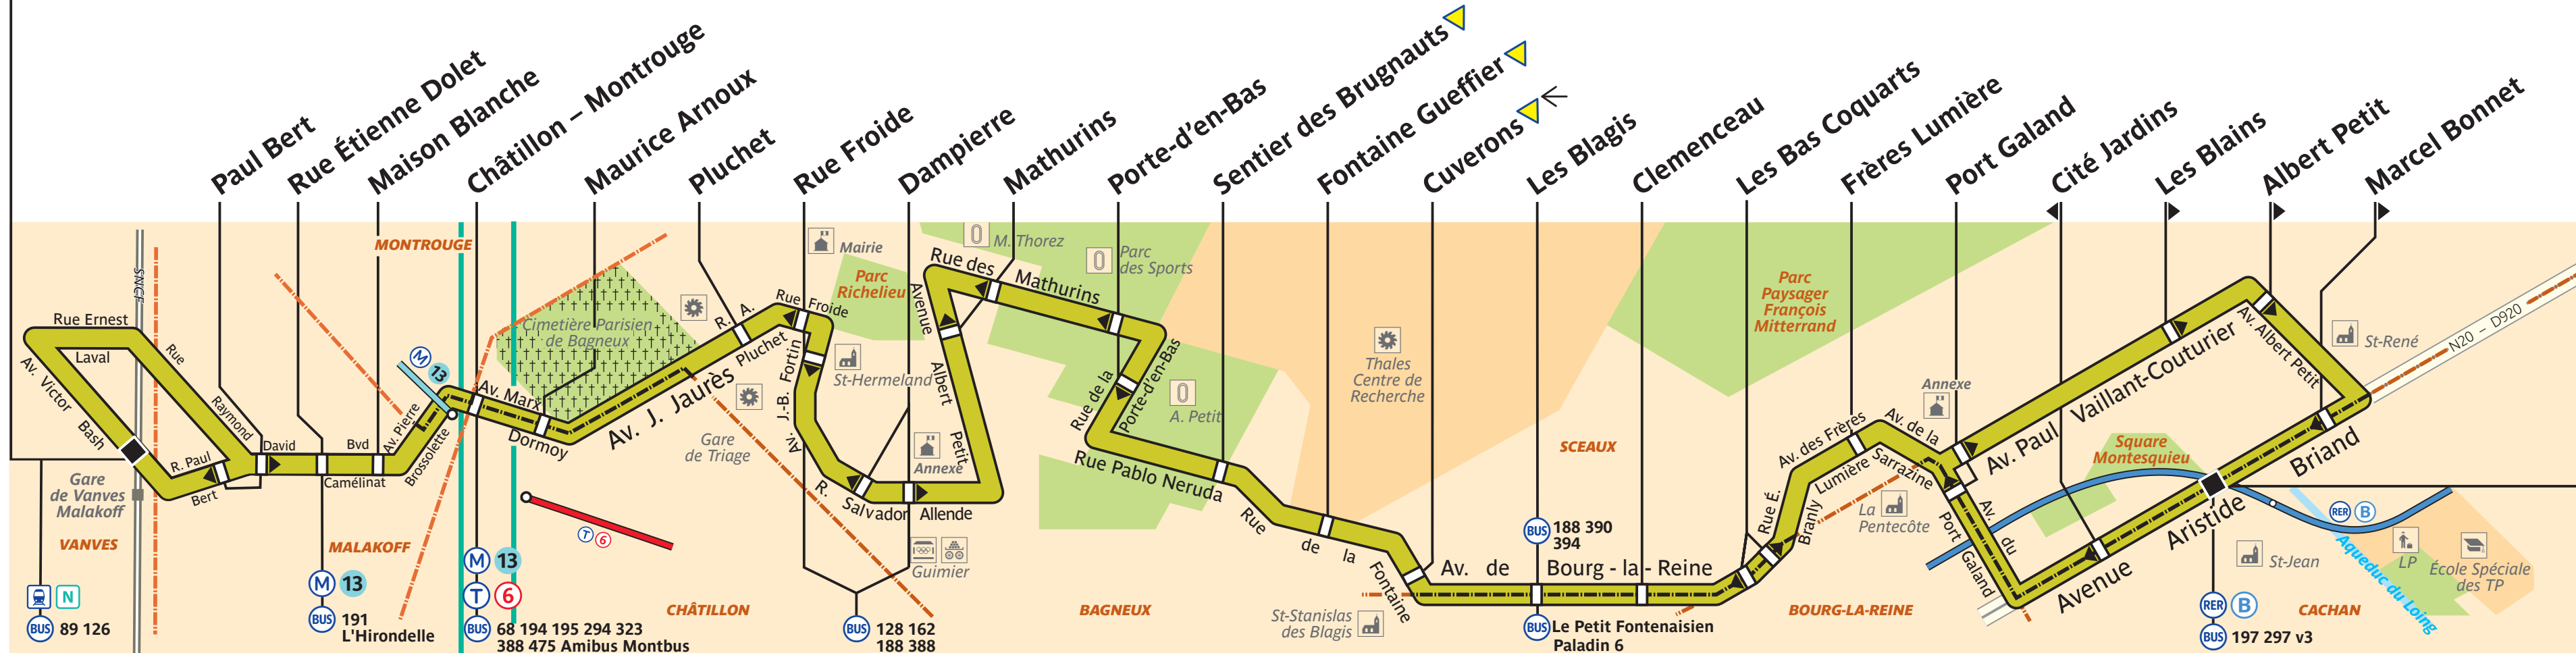 Paul Bert
Rue Étienne Dolet
Maison Blanche
Châtillon – Montrouge
Maurice Arnoux
Pluchet
Rue Froide
Dampierre
Mathurins
Porte-d'en-Bas
Sentier des Brugnauts
Fontaine Gueffier
Cuverons
Les Blagis
Clemenceau
Les Bas Coquarts
Frères Lumière
Port Galand
Cité Jardins
Les Blains
Albert Petit
Marcel Bonnet
SNCF
Rue Ernest
Laval
Rue
Raymond
David
Av. Victor
Bash
R. Paul
Bert
Gare
de Vanves
Malakoff
VANVES
N
BUS 89 126
MONTROUGE
M 13
Bvd
Camélinat
Av. Pierre
Brossolette
MALAKOFF
M 13
BUS 191
L'Hirondelle
Av. Marx
Dormoy
Cimetière Parisien
de Bagneux
M 13
T 6
BUS 68 194 195 294 323
388 475 Amibus Montbus
T 6
Av. J. Jaurès
R. A.
Pluchet
Rue Froide
Gare
de Triage
CHÂTILLON
Mairie
Parc
Richelieu
St-Hermeland
Av. J.-B. Fortin
R. Salvador Allende
Annexe
Guimier
BUS 128 162
188 388
Avenue Albert Petit
Rue des Mathurins
M. Thorez
Parc
des Sports
Rue de la
Porte-d'en-Bas
A. Petit
Rue Pablo Neruda
BAGNEUX
Rue de la Fontaine
Thales
Centre de
Recherche
St-Stanislas
des Blagis
Av. de Bourg - la - Reine
SCEAUX
BUS 188 390
394
BUS Le Petit Fontenaisien
Paladin 6
Parc
Paysager
François
Mitterrand
Rue É.
Branly
Av. des Frères
Lumière
Av. de la
Sarrazine
Annexe
La
Pentecôte
BOURG-LA-REINE
Av. du
Port Galand
Av. Paul Vaillant-Couturier
Av. Albert Petit
Square
Montesquieu
Avenue Aristide Briand
St-René
N20 – D920
RER B
St-Jean
Aqueduc du Loing
LP
École Spéciale
des TP
CACHAN
RER B
BUS 197 297 v3